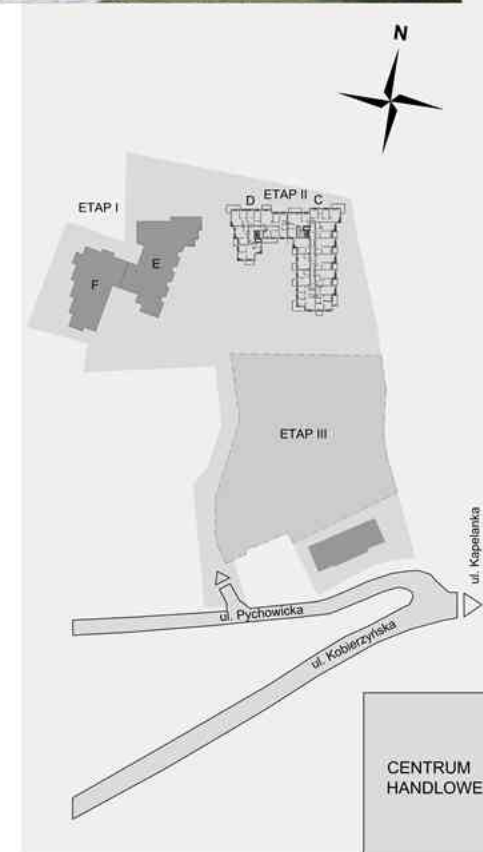 N
ETAP I
D ETAP II C
E
F
ETAP III
ul. Kapelanka
ul. Pychowicka
ul. Kobierzyńska
CENTRUM
HANDLOWE